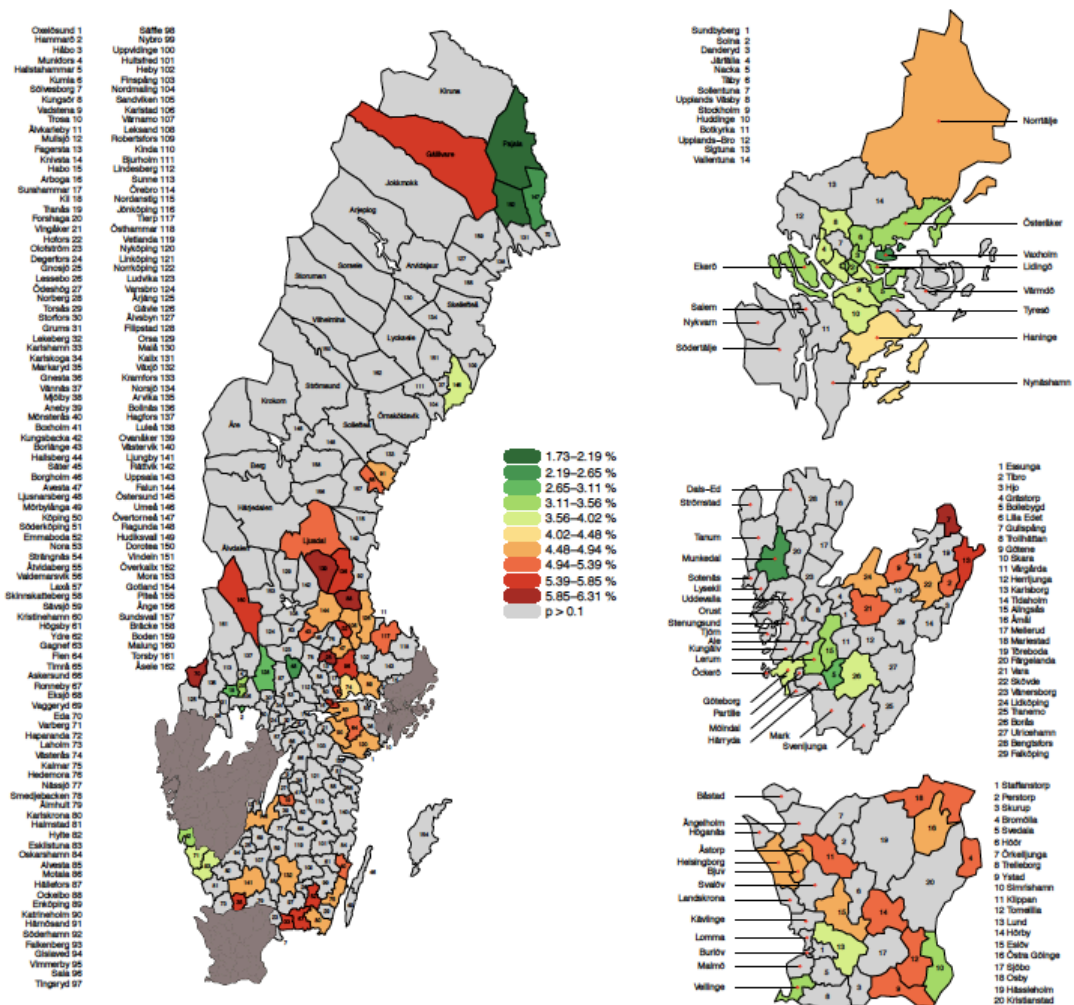 Oxelösund 1
Hammarö 2
Håbo 3
Munkfors 4
Hallstahammar 5
Kumla 6
Sölvesborg 7
Kungsör 8
Vadstena 9
Trosa 10
Älvkarleby 11
Mullsjö 12
Fagersta 13
Knivsta 14
Habo 15
Arboga 16
Surahammar 17
Kil 18
Tranås 19
Forshaga 20
Vingåker 21
Hofors 22
Olofström 23
Degerfors 24
Gnosjö 25
Lessebo 26
Ödeshög 27
Norberg 28
Torsås 29
Storfors 30
Grums 31
Lekeberg 32
Karlshamn 33
Karlskoga 34
Markaryd 35
Gnesta 36
Vännäs 37
Mjölby 38
Aneby 39
Mönsterås 40
Boxholm 41
Kungsbacka 42
Borlänge 43
Hallsberg 44
Säter 45
Borgholm 46
Avesta 47
Ljusnarsberg 48
Mörbylånga 49
Köping 50
Söderköping 51
Emmaboda 52
Nora 53
Strängnäs 54
Åtvidaberg 55
Valdemarsvik 56
Laxå 57
Skinnskatteberg 58
Sävsjö 59
Kristinehamn 60
Högsby 61
Ydre 62
Gagnef 63
Flen 64
Timrå 65
Askersund 66
Ronneby 67
Eksjö 68
Vaggeryd 69
Eda 70
Varberg 71
Haparanda 72
Laholm 73
Västerås 74
Kalmar 75
Hedemora 76
Nässjö 77
Smedjebacken 78
Älmhult 79
Karlskrona 80
Halmstad 81
Hylte 82
Eskilstuna 83
Oskarshamn 84
Alvesta 85
Motala 86
Hällefors 87
Ockelbo 88
Enköping 89
Katrineholm 90
Härnösand 91
Söderhamn 92
Falkenberg 93
Gislaved 94
Vimmerby 95
Sala 96
Tingsryd 97
Säffle 98
Nybro 99
Uppvidinge 100
Hultsfred 101
Heby 102
Finspång 103
Nordmaling 104
Sandviken 105
Karlstad 106
Värnamo 107
Leksand 108
Robertsfors 109
Kinda 110
Bjurholm 111
Lindesberg 112
Sunne 113
Örebro 114
Nordanstig 115
Jönköping 116
Tierp 117
Östhammar 118
Vetlanda 119
Nyköping 120
Linköping 121
Norrköping 122
Ludvika 123
Vansbro 124
Årjäng 125
Gävle 126
Älvsbyn 127
Filipstad 128
Orsa 129
Malå 130
Kalix 131
Växjö 132
Kramfors 133
Norsjö 134
Arvika 135
Bollnäs 136
Hagfors 137
Luleå 138
Ovanåker 139
Västervik 140
Ljungby 141
Rättvik 142
Uppsala 143
Falun 144
Östersund 145
Umeå 146
Övertorneå 147
Ragunda 148
Hudiksvall 149
Dorotea 150
Vindeln 151
Överkalix 152
Mora 153
Gotland 154
Piteå 155
Ånge 156
Sundsvall 157
Bräcke 158
Boden 159
Malung 160
Torsby 161
Åsele 162
Kiruna
Pajala
Gällivare
Jokkmokk
Arjeplog
Sorsele
Arvidsjaur
Storuman
Skellefteå
Vilhelmina
Lycksele
Strömsund
Krokom
Örnsköldsvik
Åre
Sollefteå
Berg
Härjedalen
Ljusdal
Älvdalen
1.73–2.19 %
2.19–2.65 %
2.65–3.11 %
3.11–3.56 %
3.56–4.02 %
4.02–4.48 %
4.48–4.94 %
4.94–5.39 %
5.39–5.85 %
5.85–6.31 %
p > 0.1
Sundbyberg 1
Solna 2
Danderyd 3
Järfälla 4
Nacka 5
Täby 6
Sollentuna 7
Upplands Väsby 8
Stockholm 9
Huddinge 10
Botkyrka 11
Upplands-Bro 12
Sigtuna 13
Vallentuna 14
Norrtälje
Österåker
Vaxholm
Lidingö
Värmdö
Tyresö
Haninge
Nynäshamn
Ekerö
Salem
Nykvarn
Södertälje
Dals-Ed
Strömstad
Tanum
Munkedal
Sotenäs
Lysekil
Uddevalla
Orust
Stenungsund
Tjörn
Ale
Kungälv
Lerum
Öckerö
Göteborg
Partille
Mölndal
Härryda
Mark
Svenljunga
1 Essunga
2 Tibro
3 Hjo
4 Grästorp
5 Bollebygd
6 Lilla Edet
7 Gullspång
8 Trollhättan
9 Götene
10 Skara
11 Vårgårda
12 Herrljunga
13 Karlsborg
14 Tidaholm
15 Alingsås
16 Åmål
17 Mellerud
18 Mariestad
19 Töreboda
20 Färgelanda
21 Vara
22 Skövde
23 Vänersborg
24 Lidköping
25 Tranemo
26 Borås
27 Ulricehamn
28 Bengtsfors
29 Falköping
Båstad
Ängelholm
Höganäs
Åstorp
Helsingborg
Bjuv
Svalöv
Landskrona
Kävlinge
Lomma
Burlöv
Malmö
Vellinge
1 Staffanstorp
2 Perstorp
3 Skurup
4 Bromölla
5 Svedala
6 Höör
7 Örkelljunga
8 Trelleborg
9 Ystad
10 Simrishamn
11 Klippan
12 Tomelilla
13 Lund
14 Hörby
15 Eslöv
16 Östra Göinge
17 Sjöbo
18 Osby
19 Hässleholm
20 Kristianstad